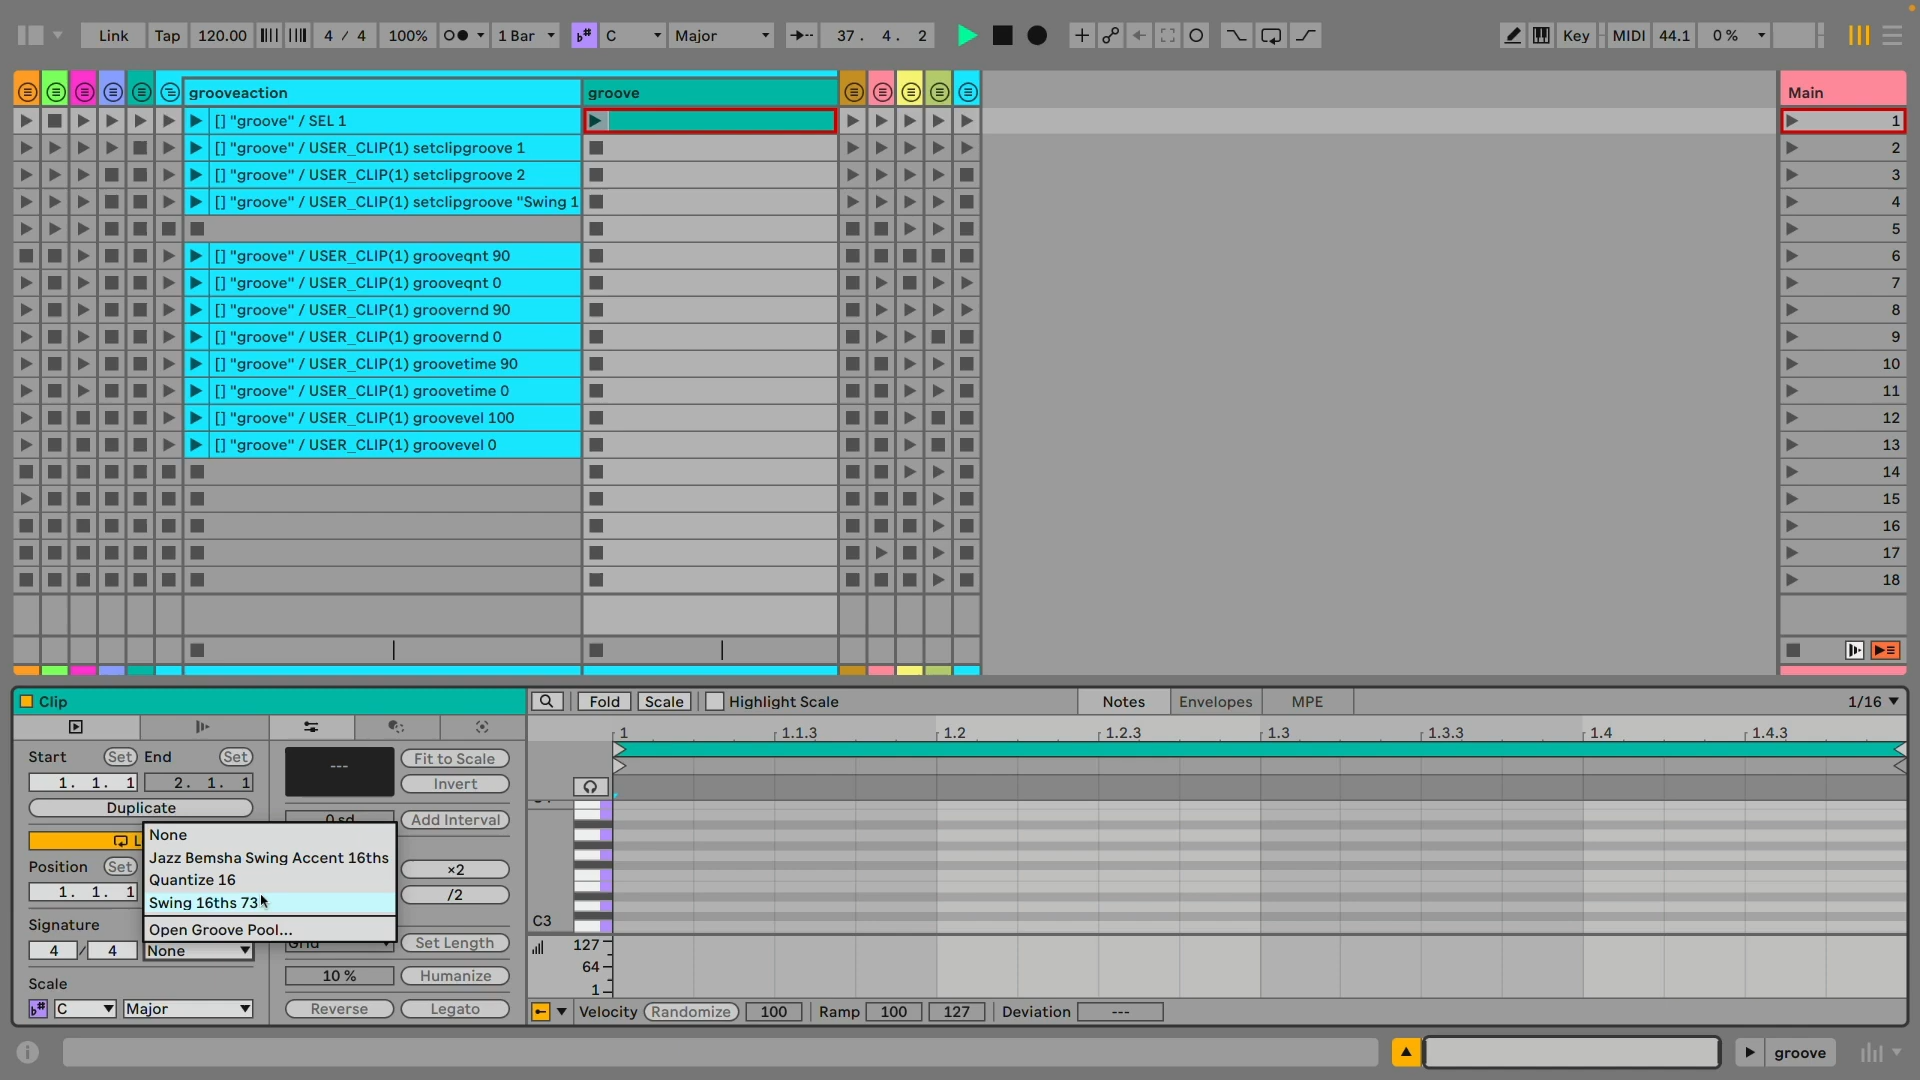 Link Tap 120.00 4 / 4 100% 1 Bar C Major 37. 4. 2 Key MIDI 44.1 0 %
grooveaction groove Main
[] "groove" / SEL 1 1
[] "groove" / USER_CLIP(1) setclipgroove 1 2
[] "groove" / USER_CLIP(1) setclipgroove 2 3
[] "groove" / USER_CLIP(1) setclipgroove "Swing 1 4
5
[] "groove" / USER_CLIP(1) grooveqnt 90 6
[] "groove" / USER_CLIP(1) grooveqnt 0 7
[] "groove" / USER_CLIP(1) groovernd 90 8
[] "groove" / USER_CLIP(1) groovernd 0 9
[] "groove" / USER_CLIP(1) groovetime 90 10
[] "groove" / USER_CLIP(1) groovetime 0 11
[] "groove" / USER_CLIP(1) groovevel 100 12
[] "groove" / USER_CLIP(1) groovevel 0 13
14
15
16
17
18
Clip Fold Scale Highlight Scale Notes Envelopes MPE 1/16
1 1.1.3 1.2 1.2.3 1.3 1.3.3 1.4 1.4.3
Start Set End Set --- Fit to Scale
1. 1. 1 2. 1. 1 Invert
Duplicate
0 sd Add Interval
None
Jazz Bemsha Swing Accent 16ths
Position Set ×2
Quantize 16
1. 1. 1 /2
Swing 16ths 73
Signature C3
Open Groove Pool...
4 / 4 None Grid Set Length 127
64
10 % Humanize
Scale 1
C Major Reverse Legato Velocity Randomize 100 Ramp 100 127 Deviation ---
groove